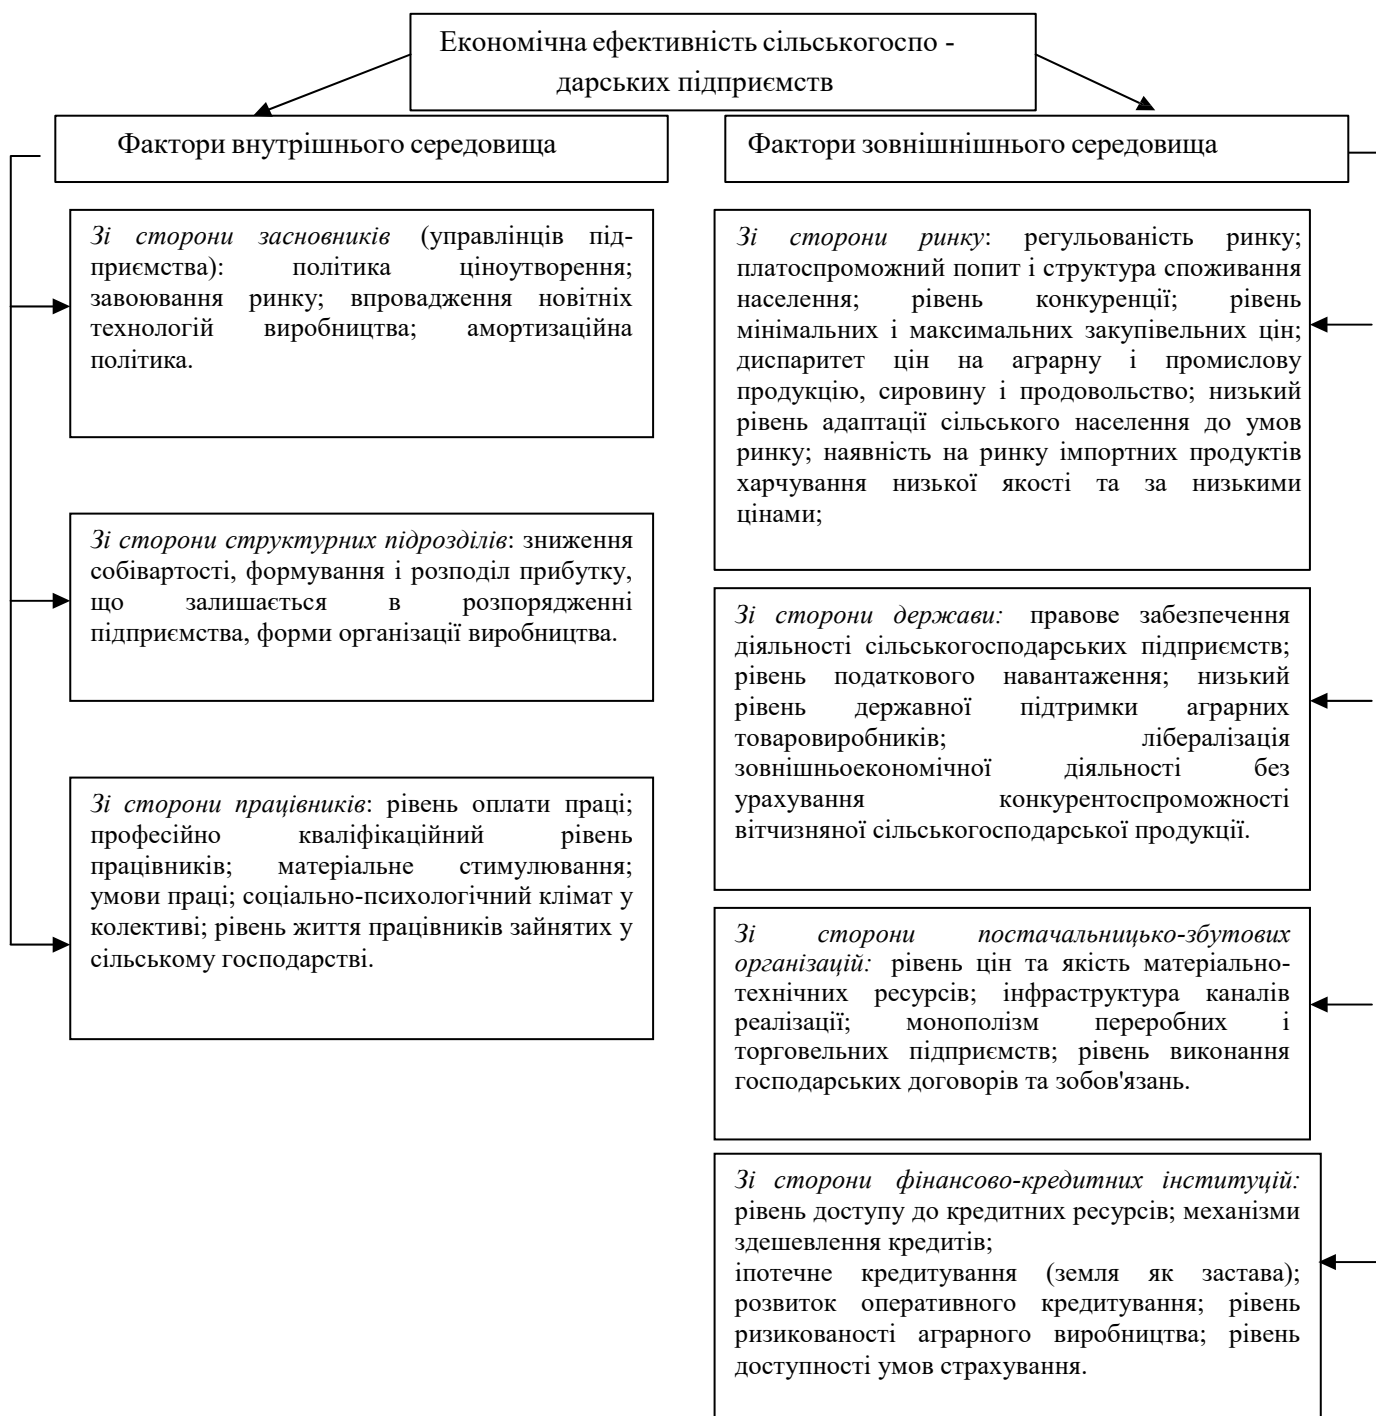 Економічна ефективність сільськогоспо -
дарських підприємств
Фактори внутрішнього середовища
Зі сторони засновників (управлінців під-
приємства): політика ціноутворення;
завоювання ринку; впровадження новітніх
технологій виробництва; амортизаційна
політика.
Зі сторони структурних підрозділів: зниження
собівартості, формування і розподіл прибутку,
що залишається в розпорядженні
підприємства, форми організації виробництва.
Зі сторони працівників: рівень оплати праці;
професійно кваліфікаційний рівень
працівників; матеріальне стимулювання;
умови праці; соціально-психологічний клімат у
колективі; рівень життя працівників зайнятих у
сільському господарстві.
Фактори зовнішнішнього середовища
Зі сторони ринку: регульованість ринку;
платоспроможний попит і структура споживання
населення; рівень конкуренції; рівень
мінімальних і максимальних закупівельних цін;
диспаритет цін на аграрну і промислову
продукцію, сировину і продовольство; низький
рівень адаптації сільського населення до умов
ринку; наявність на ринку імпортних продуктів
харчування низької якості та за низькими
цінами;
Зі сторони держави: правове забезпечення
діяльності сільськогосподарських підприємств;
рівень податкового навантаження; низький
рівень державної підтримки аграрних
товаровиробників; лібералізація
зовнішньоекономічної діяльності без
урахування конкурентоспроможності
вітчизняної сільськогосподарської продукції.
Зі сторони постачальницько-збутових
організацій: рівень цін та якість матеріально-
технічних ресурсів; інфраструктура каналів
реалізації; монополізм переробних і
торговельних підприємств; рівень виконання
господарських договорів та зобов'язань.
Зі сторони фінансово-кредитних інституцій:
рівень доступу до кредитних ресурсів; механізми
здешевлення кредитів;
іпотечне кредитування (земля як застава);
розвиток оперативного кредитування; рівень
ризикованості аграрного виробництва; рівень
доступності умов страхування.